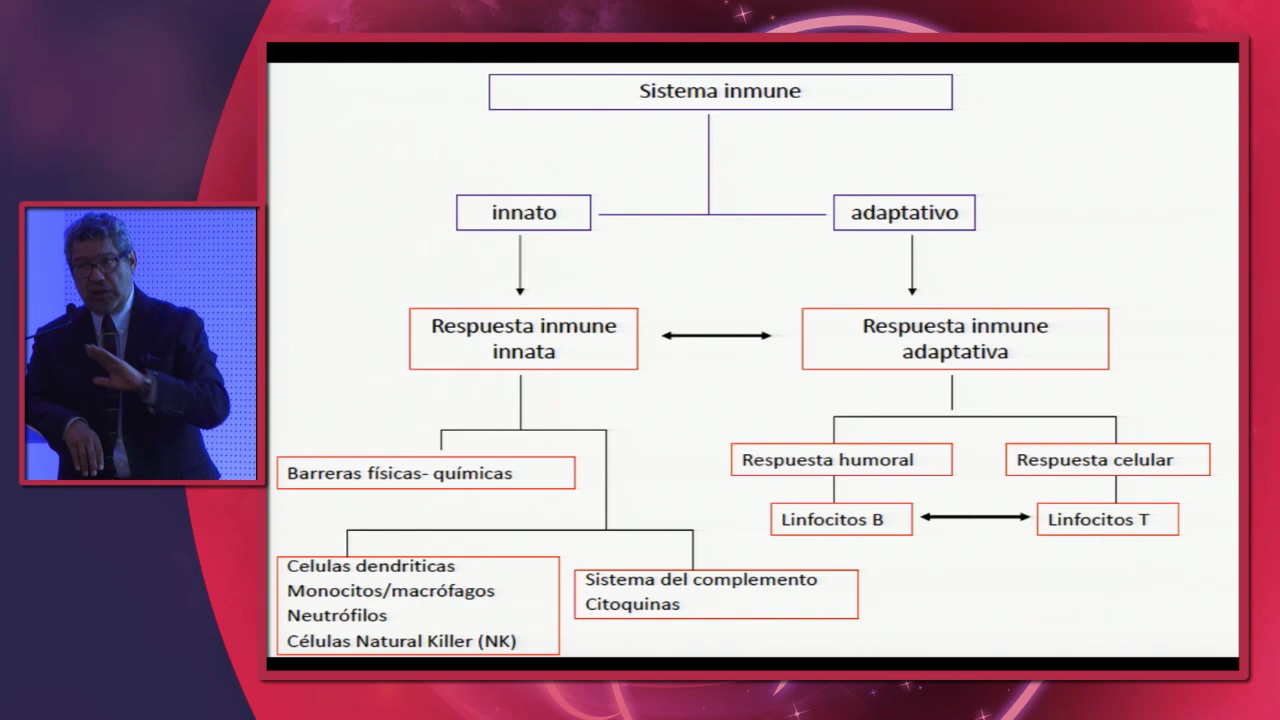 Sistema inmune
innato
adaptativo
Respuesta inmune
innata
Respuesta inmune
adaptativa
Barreras físicas- químicas
Respuesta humoral
Respuesta celular
Linfocitos B
Linfocitos T
Celulas dendriticas
Monocitos/macrófagos
Neutrófilos
Células Natural Killer (NK)
Sistema del complemento
Citoquinas